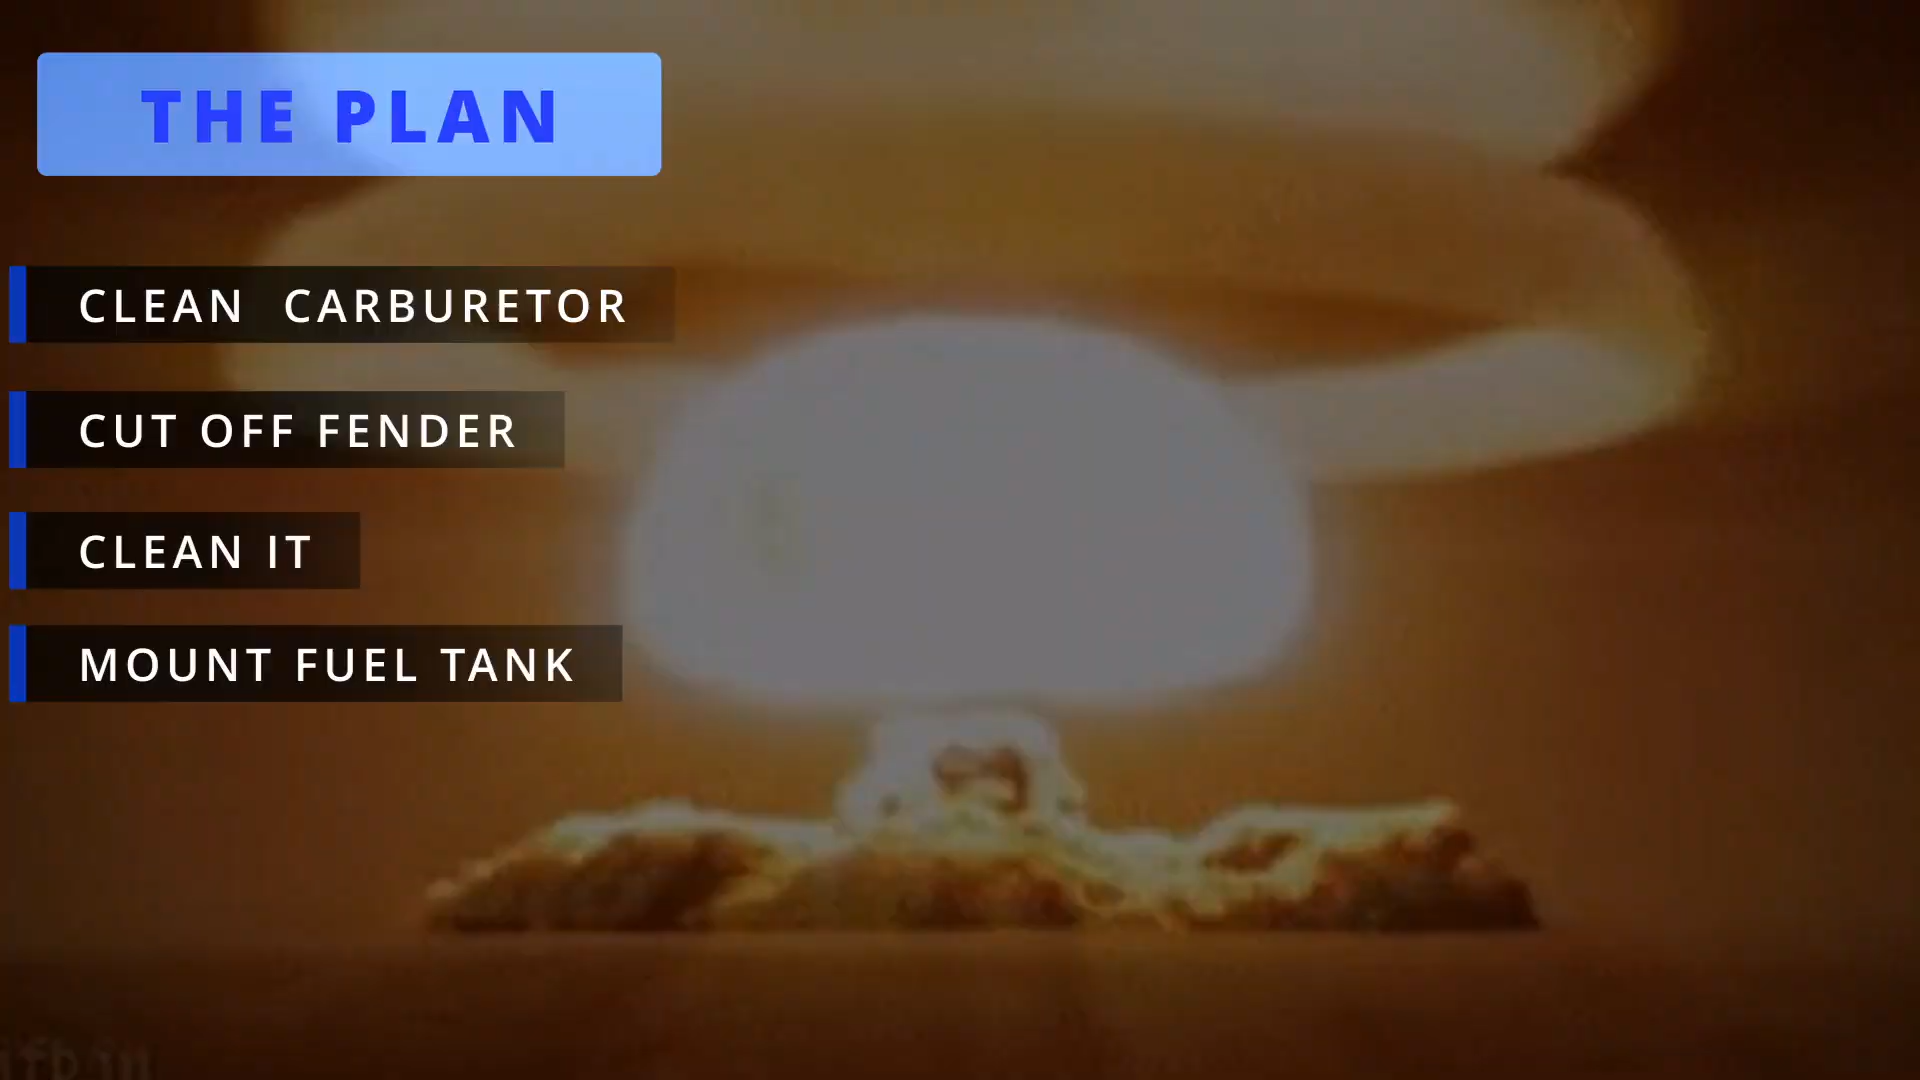 THE PLAN
CLEAN CARBURETOR
CUT OFF FENDER
CLEAN IT
MOUNT FUEL TANK